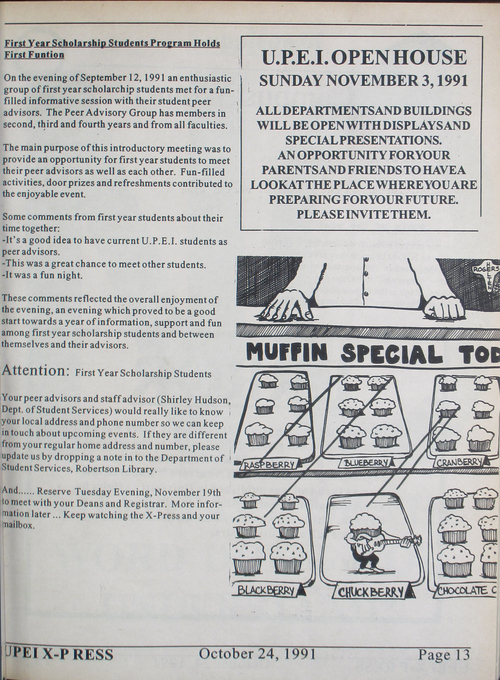 First Year Scholarship Students Program Holds
First Funtion
On the evening of September 12, 1991 an enthusiastic
group of first year scholarship students met for a fun-
filled informative session with their student peer
advisors. The Peer Advisory Group has members in
second, third and fourth years and from all faculties.
The main purpose of this introductory meeting was to
provide an opportunity for first year students to meet
their peer advisors as well as each other. Fun-filled
activities, door prizes and refreshments contributed to
the enjoyable event.
Some comments from first year students about their
time together:
-It's a good idea to have current U.P.E.I. students as
peer advisors.
-This was a great chance to meet other students.
-It was a fun night.
These comments reflected the overall enjoyment of
the evening, an evening which proved to be a good
start towards a year of information, support and fun
among first year scholarship students and between
themselves and their advisors.
Attention: First Year Scholarship Students
Your peer advisors and staff advisor (Shirley Hudson,
Dept. of Student Services) would really like to know
your local address and phone number so we can keep
in touch about upcoming events. If they are different
from your regular home address and number, please
update us by dropping a note in to the Department of
Student Services, Robertson Library.
And...... Reserve Tuesday Evening, November 19th
to meet with your Deans and Registrar. More infor-
mation later ... Keep watching the X-Press and your
mailbox.
U.P.E.I. OPEN HOUSE
SUNDAY NOVEMBER 3, 1991
ALL DEPARTMENTS AND BUILDINGS
WILL BE OPEN WITH DISPLAYS AND
SPECIAL PRESENTATIONS.
AN OPPORTUNITY FOR YOUR
PARENTS AND FRIENDS TO HAVE A
LOOK AT THE PLACE WHERE YOU ARE
PREPARING FOR YOUR FUTURE.
PLEASE INVITE THEM.
ROGERS
MUFFIN SPECIAL TOD
RASPBERRY
BLUEBERRY
CRANBERRY
BLACKBERRY
CHUCKBERRY
CHOCOLATE C
UPEI X-PRESS
October 24, 1991
Page 13